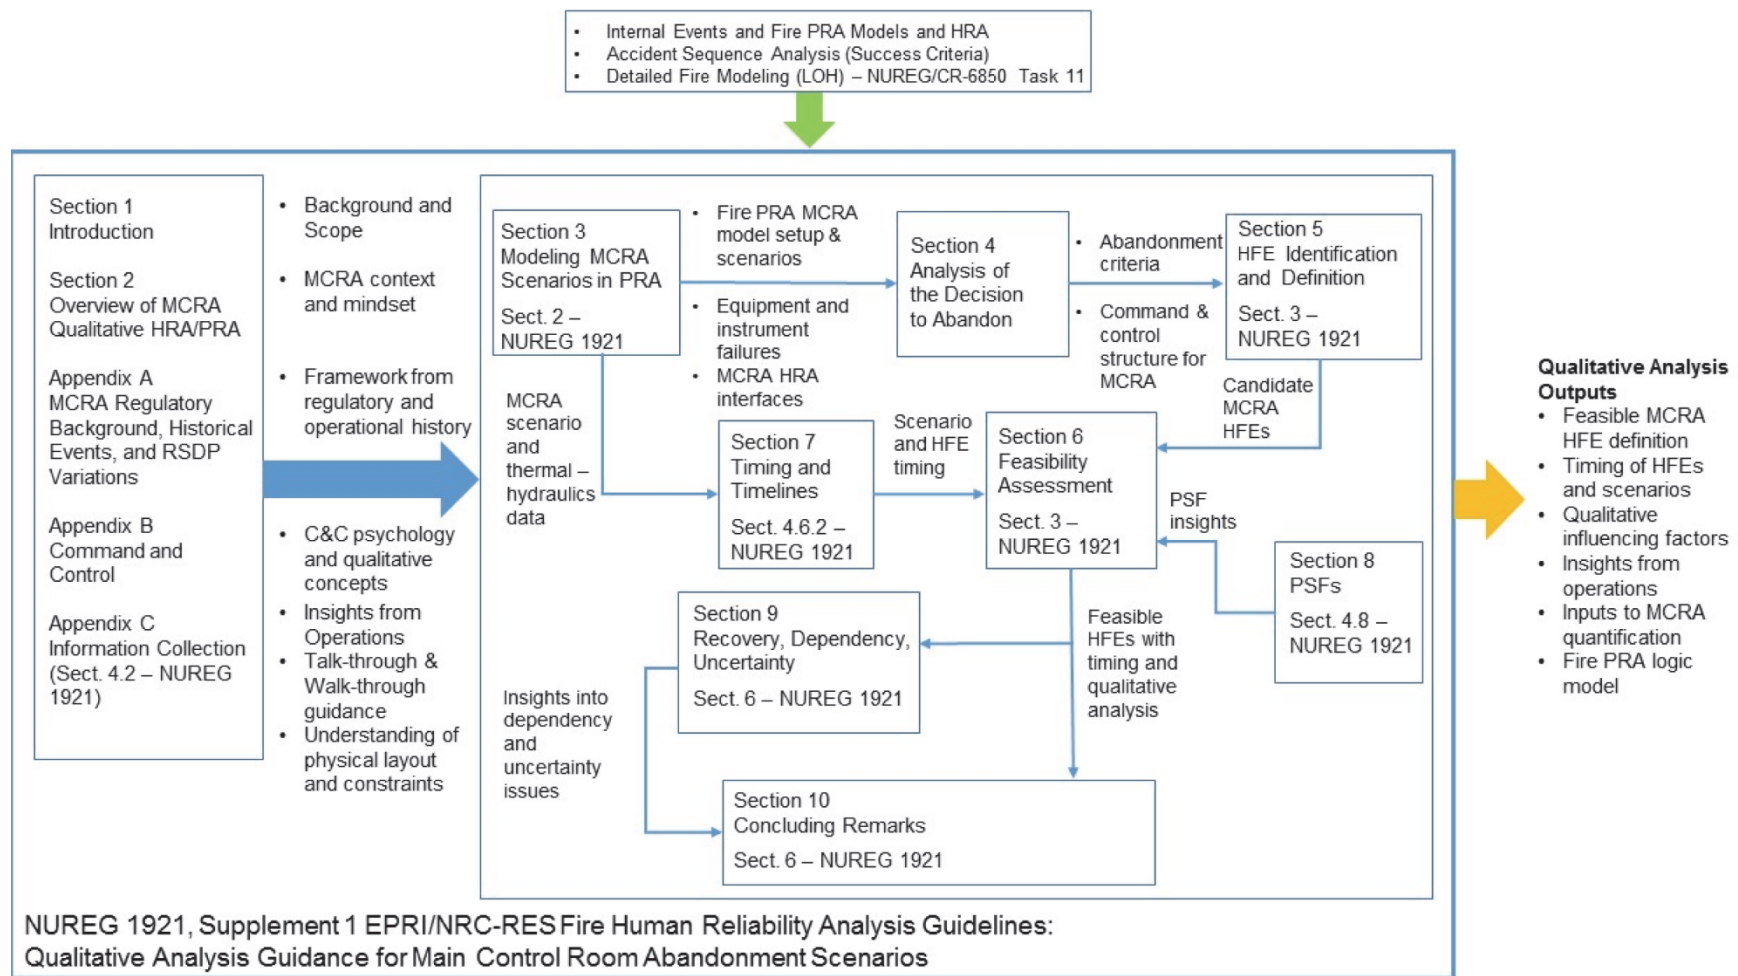 • Internal Events and Fire PRA Models and HRA
• Accident Sequence Analysis (Success Criteria)
• Detailed Fire Modeling (LOH) – NUREG/CR-6850 Task 11
Section 1
Introduction
Section 2
Overview of MCRA
Qualitative HRA/PRA
Appendix A
MCRA Regulatory
Background, Historical
Events, and RSDP
Variations
Appendix B
Command and
Control
Appendix C
Information Collection
(Sect. 4.2 – NUREG
1921)
• Background and
Scope
• MCRA context
and mindset
• Framework from
regulatory and
operational history
• C&C psychology
and qualitative
concepts
• Insights from
Operations
• Talk-through &
Walk-through
guidance
• Understanding of
physical layout
and constraints
Section 3
Modeling MCRA
Scenarios in PRA
Sect. 2 –
NUREG 1921
• Fire PRA MCRA
model setup &
scenarios
• Equipment and
instrument
failures
• MCRA HRA
interfaces
Section 4
Analysis of
the Decision
to Abandon
• Abandonment
criteria
• Command &
control
structure for
MCRA
Section 5
HFE Identification
and Definition
Sect. 3 –
NUREG 1921
MCRA
scenario
and
thermal –
hydraulics
data
Section 7
Timing and
Timelines
Sect. 4.6.2 –
NUREG 1921
Scenario
and HFE
timing
Section 6
Feasibility
Assessment
Sect. 3 –
NUREG 1921
Candidate
MCRA
HFEs
PSF
insights
Section 8
PSFs
Sect. 4.8 –
NUREG 1921
Section 9
Recovery, Dependency,
Uncertainty
Sect. 6 – NUREG 1921
Feasible
HFEs with
timing and
qualitative
analysis
Insights into
dependency
and
uncertainty
issues
Section 10
Concluding Remarks
Sect. 6 – NUREG 1921
Qualitative Analysis
Outputs
• Feasible MCRA
HFE definition
• Timing of HFEs
and scenarios
• Qualitative
influencing factors
• Insights from
operations
• Inputs to MCRA
quantification
• Fire PRA logic
model
NUREG 1921, Supplement 1 EPRI/NRC-RES Fire Human Reliability Analysis Guidelines:
Qualitative Analysis Guidance for Main Control Room Abandonment Scenarios